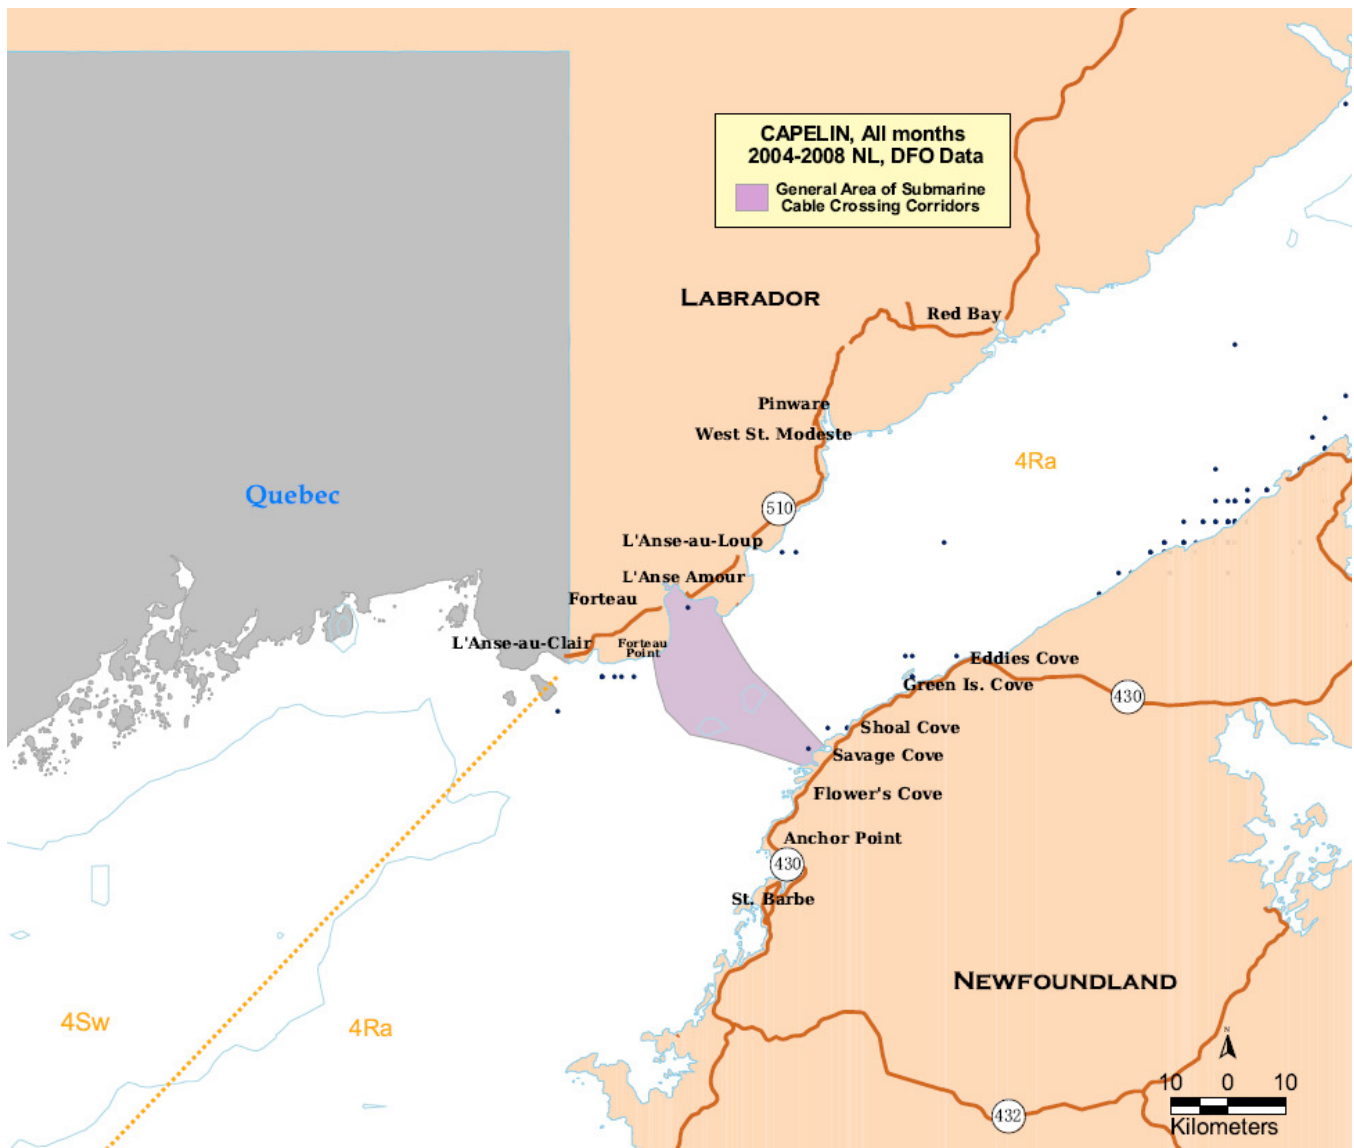 CAPELIN, All months
2004-2008 NL, DFO Data
General Area of Submarine
Cable Crossing Corridors
LABRADOR
Red Bay
Pinware
West St. Modeste
4Ra
Quebec
510
L'Anse-au-Loup
L'Anse Amour
Forteau
L'Anse-au-Clair
Forteau
Point
Eddies Cove
Green Is. Cove
430
Shoal Cove
Savage Cove
Flower's Cove
Anchor Point
430
St. Barbe
NEWFOUNDLAND
4Sw
4Ra
N
10 0 10
Kilometers
432